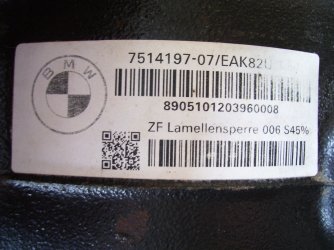 BMW
7514197-07/EAK82
8905101203960008
ZF Lamellensperre 006 S45%